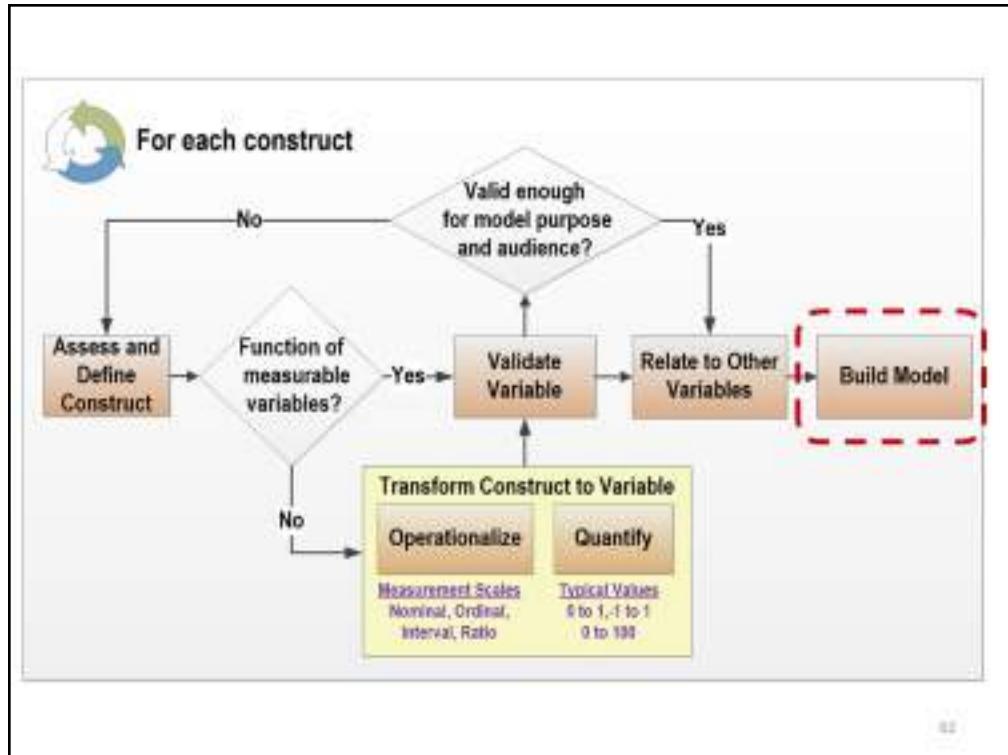 For each construct
Valid enough
for model purpose
and audience?
No
Yes
Assess and
Define
Construct
Function of
measurable
variables?
Yes
Validate
Variable
Relate to Other
Variables
Build Model
No
Transform Construct to Variable
Operationalize
Quantify
Measurement Scales
Nominal, Ordinal,
Interval, Ratio
Typical Values
0 to 1,-1 to 1
0 to 100